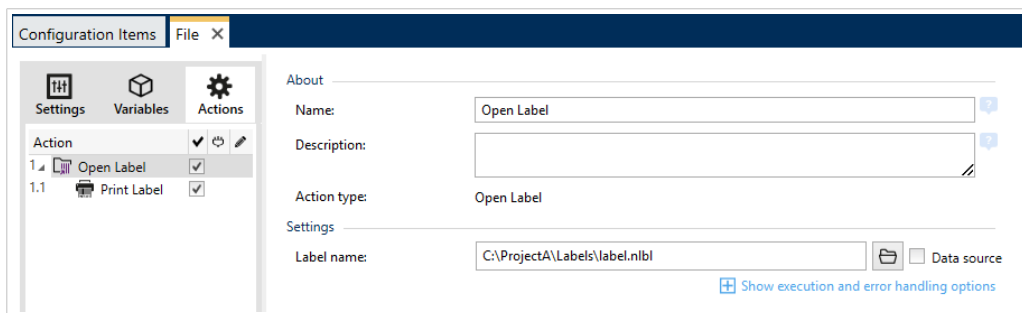 Configuration Items File
Settings Variables Actions
Action
1 Open Label
1.1 Print Label
About
Name: Open Label
Description:
Action type: Open Label
Settings
Label name: C:\ProjectA\Labels\label.nlbl Data source
Show execution and error handling options